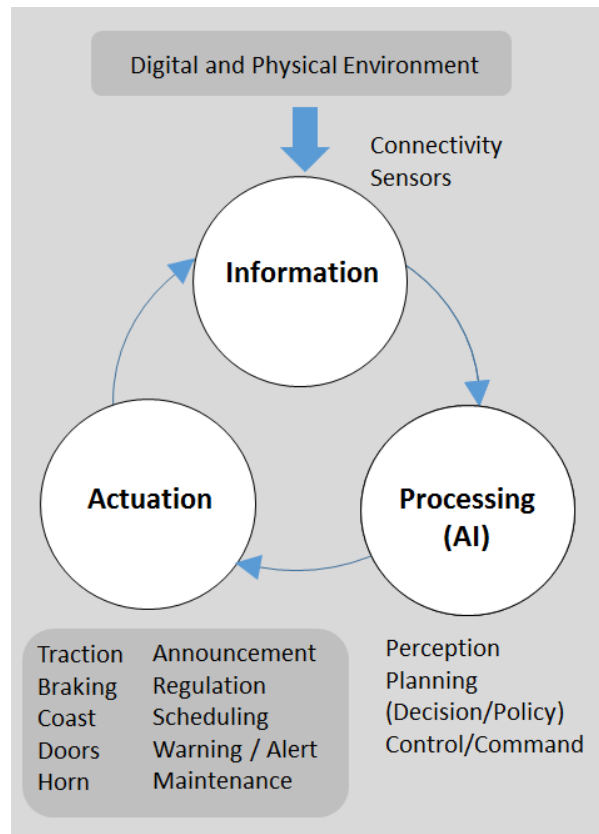 Digital and Physical Environment
Connectivity
Sensors
Information
Actuation
Processing
(AI)
Traction
Braking
Coast
Doors
Horn
Announcement
Regulation
Scheduling
Warning / Alert
Maintenance
Perception
Planning
(Decision/Policy)
Control/Command